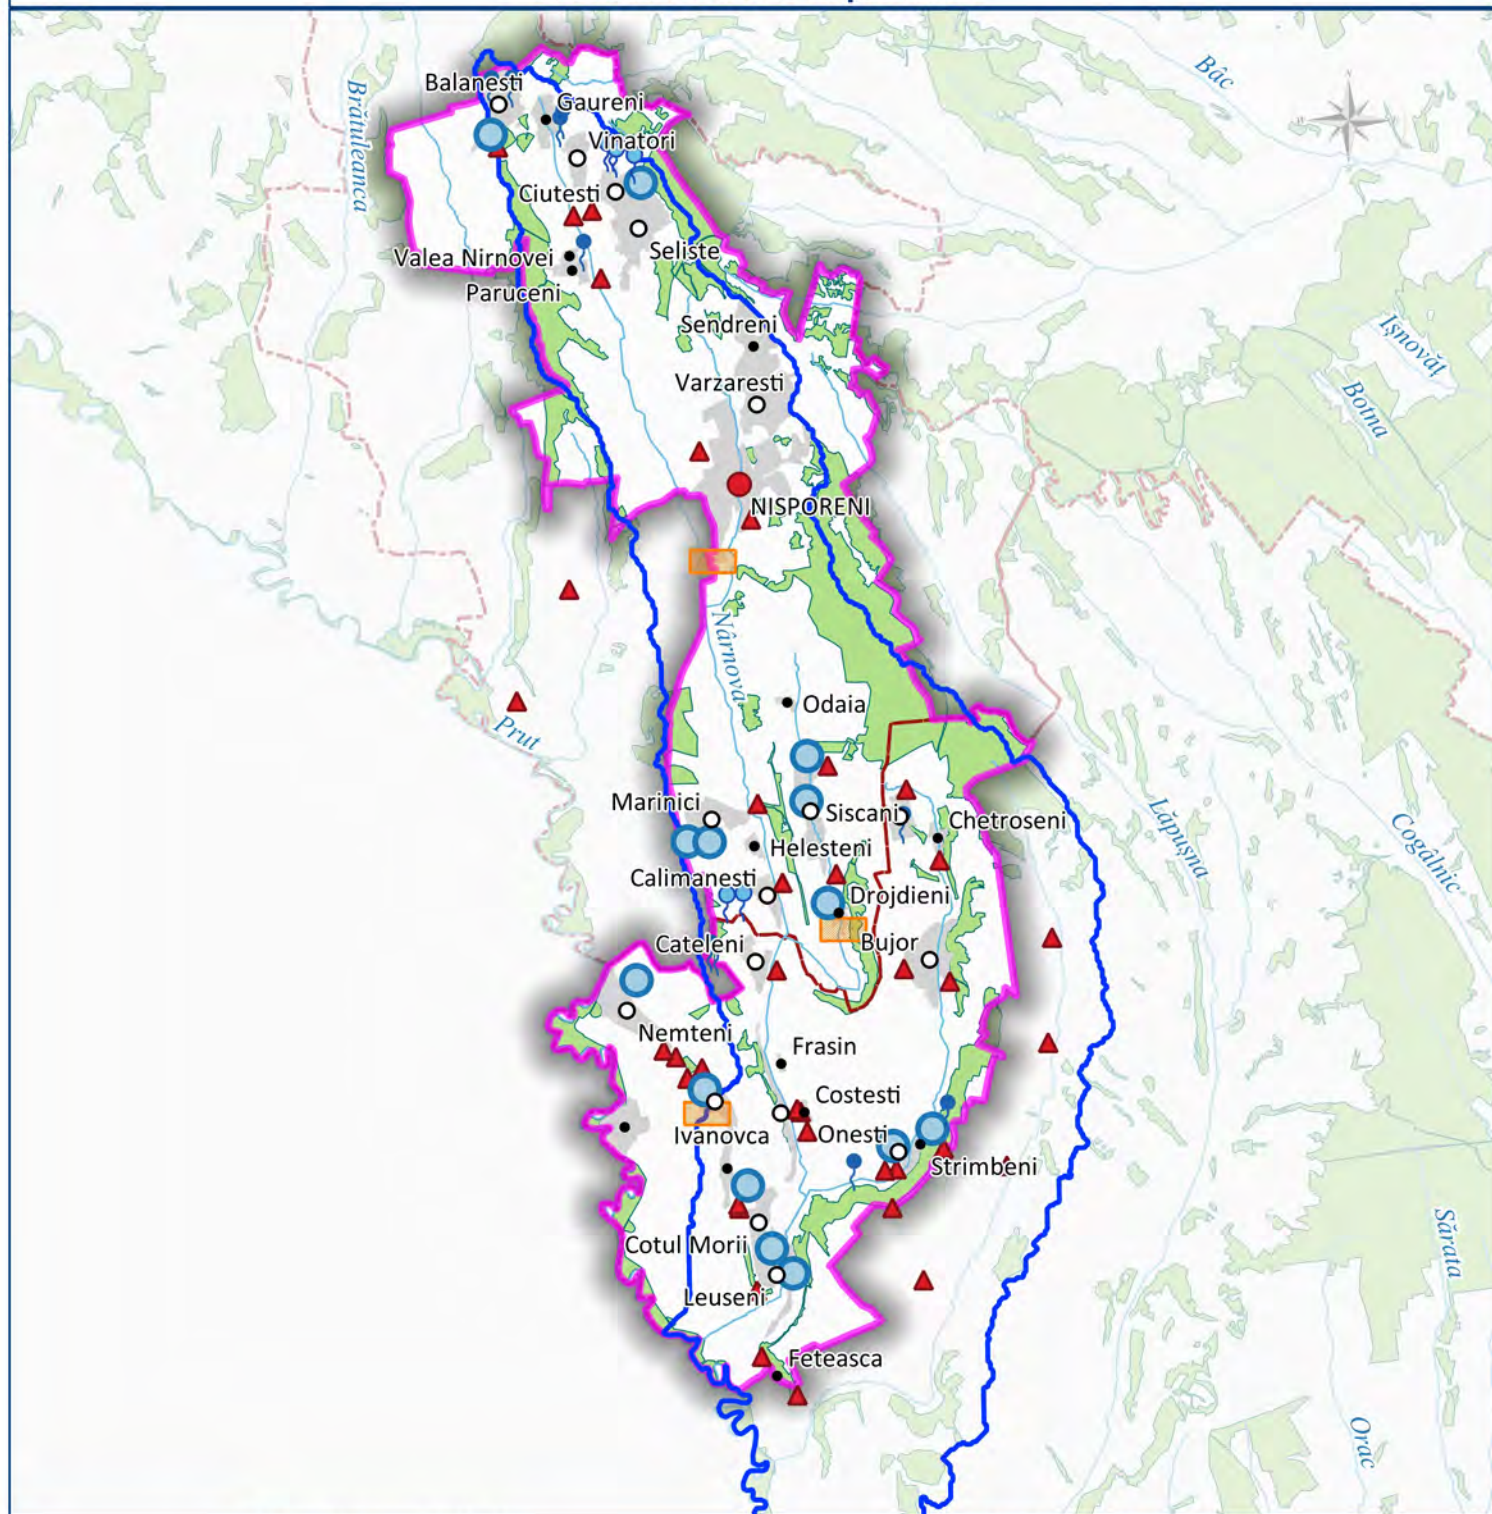 Bâc
Balanesti
Brătuleanca
Gaureni
Vinatori
Ciutesti
Seliste
Valea Nirnovei
Paruceni
Sendreni
Işnovăţ
Varzaresti
Botna
NISPORENI
Nârnova
Odaia
Prut
Marinici
Siscani
Chetroseni
Lăpuşna
Cogâlnic
Helesteni
Calimanesti
Drojdieni
Cateleni
Bujor
Nemteni
Frasin
Costesti
Ivanovca
Onesti
Strimbeni
Cotul Morii
Sărata
Leuseni
Feteasca
Orac